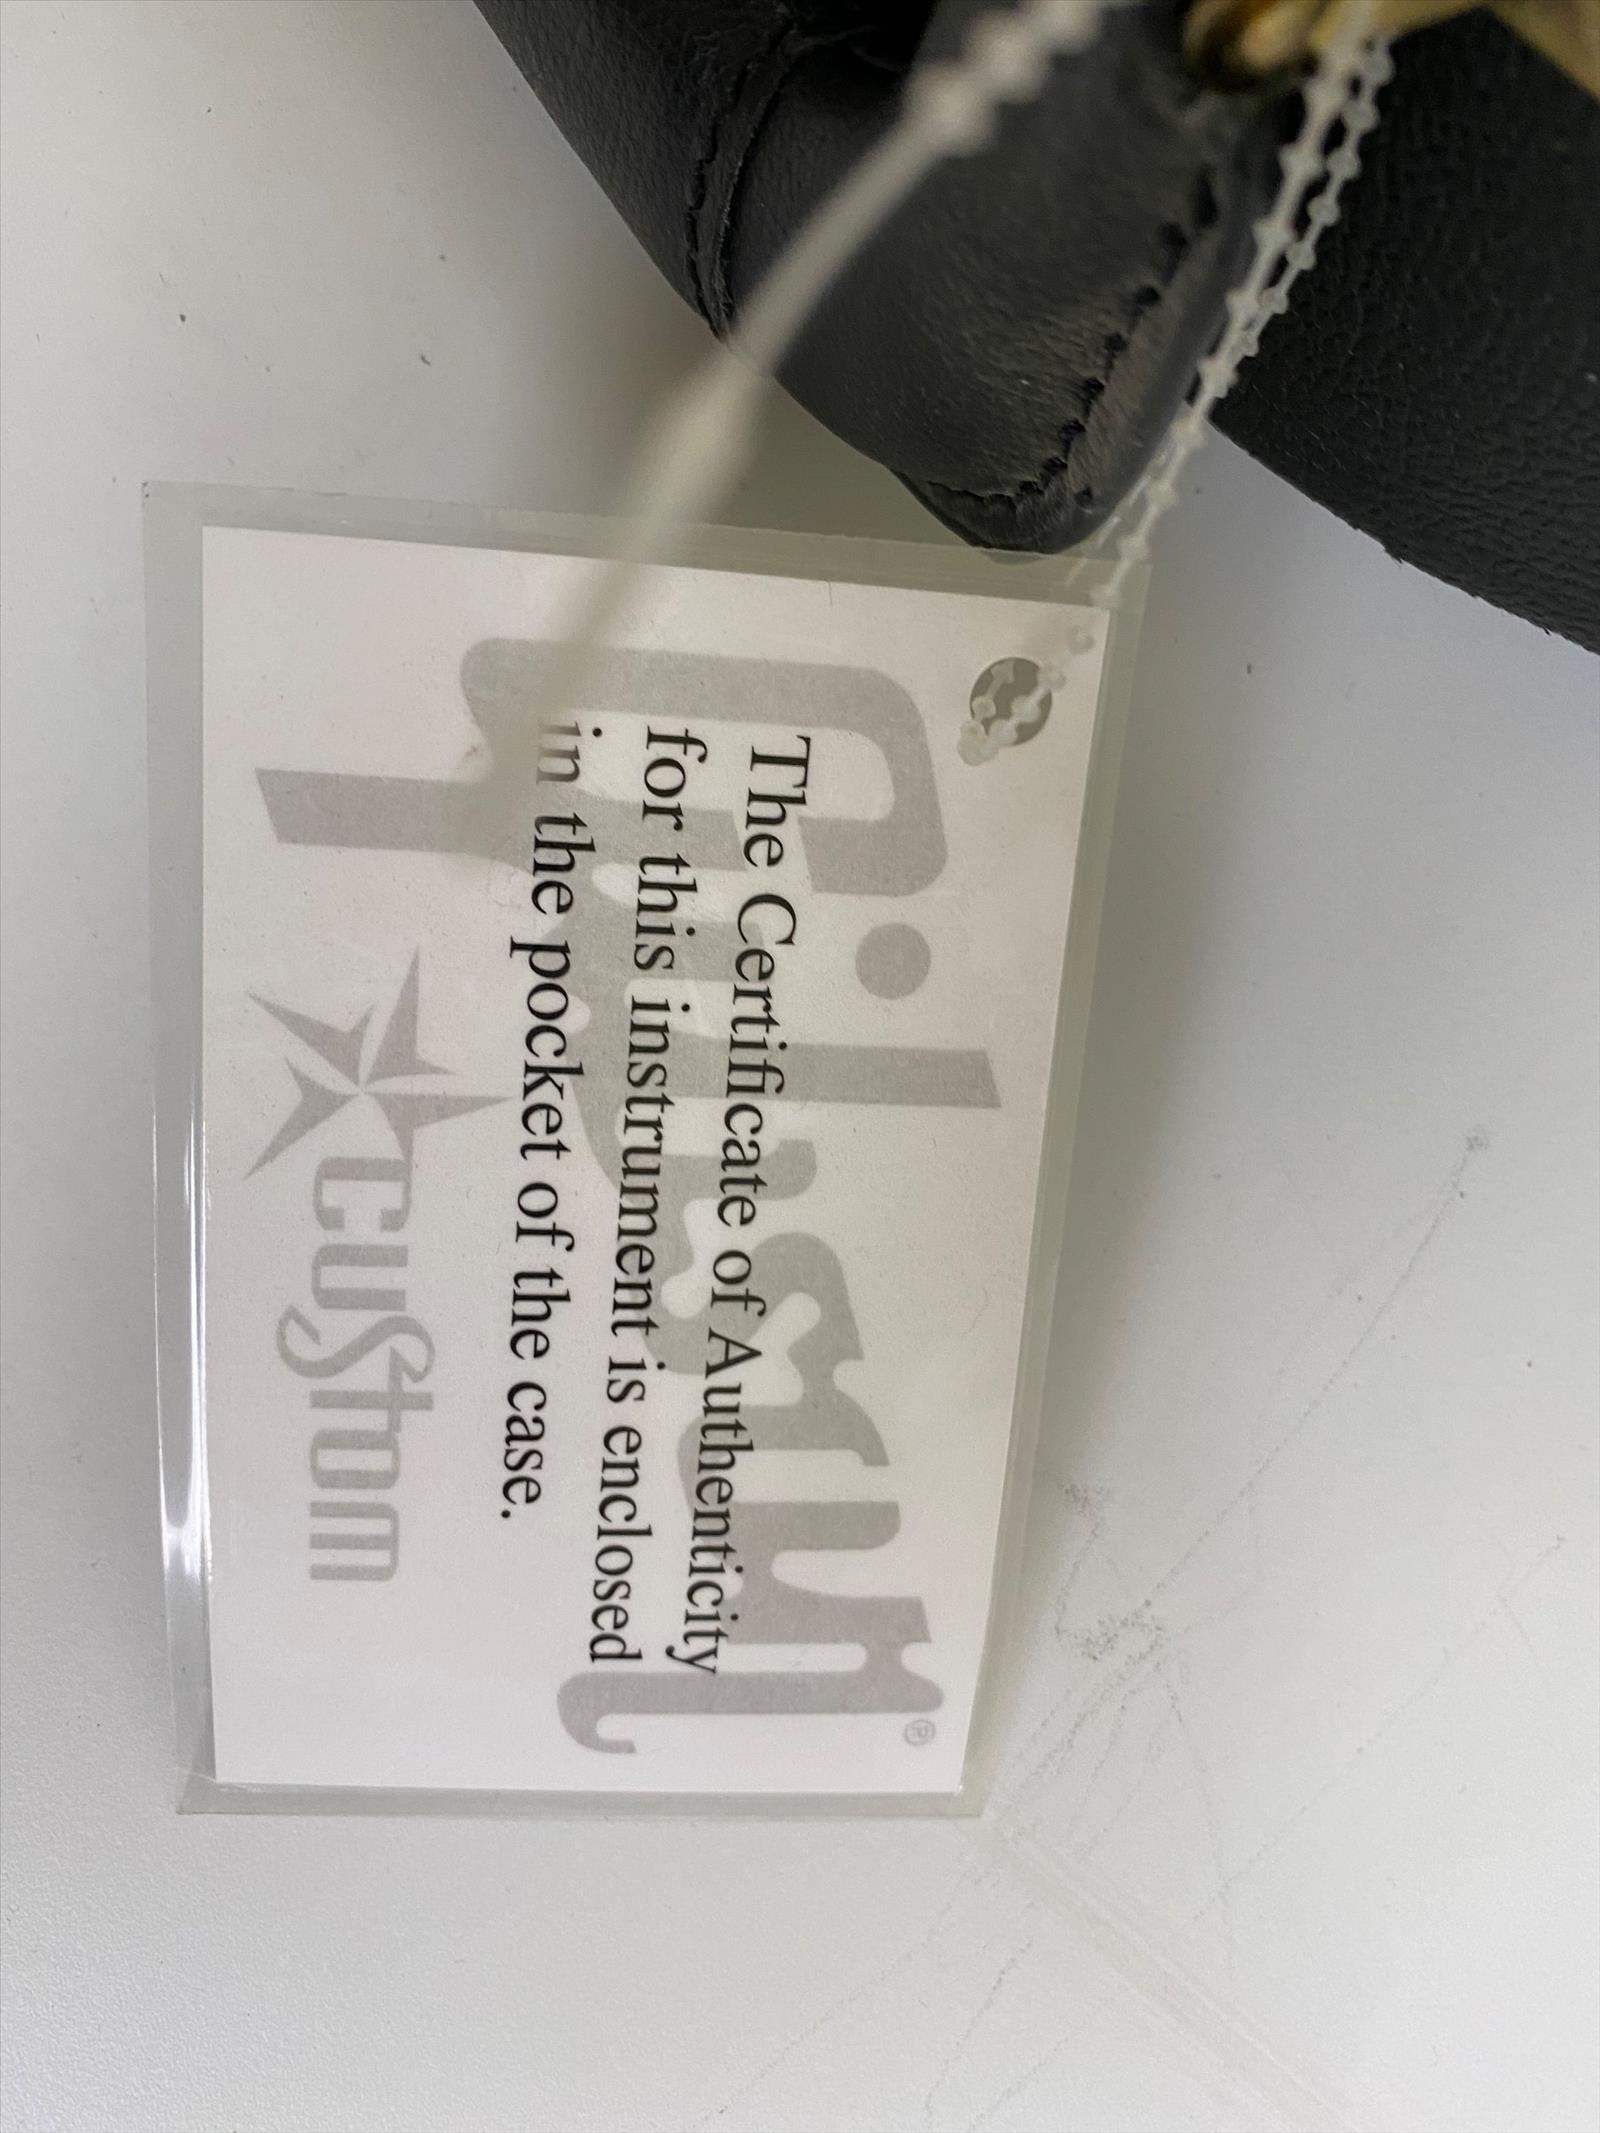 Gibson®
The Certificate of Authenticity
for this instrument is enclosed
in the pocket of the case.
Custom